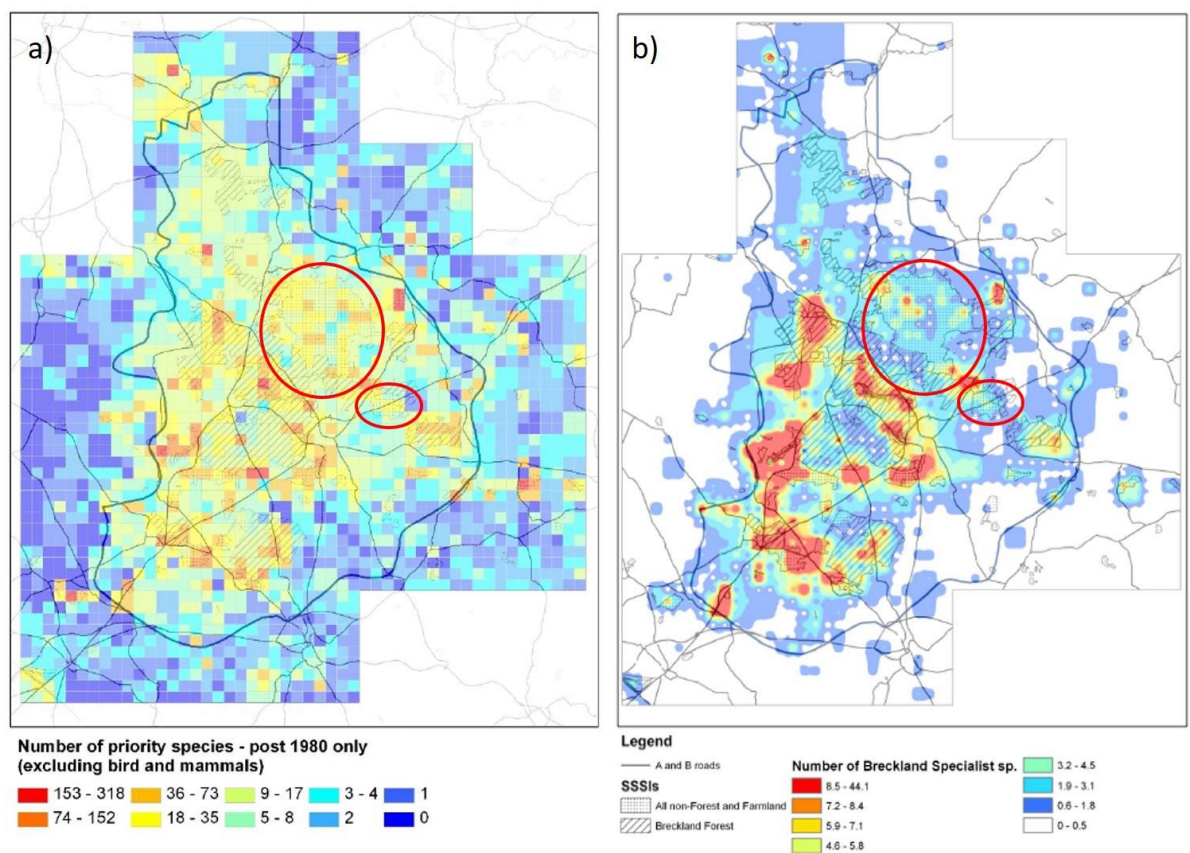 a)
b)
Number of priority species - post 1980 only
(excluding bird and mammals)
153 - 318
36 - 73
9 - 17
3 - 4
1
74 - 152
18 - 35
5 - 8
2
0
Legend
A and B roads
SSSIs
All non-Forest and Farmland
Breckland Forest
Number of Breckland Specialist sp.
8.5 - 44.1
7.2 - 8.4
5.9 - 7.1
4.6 - 5.8
3.2 - 4.5
1.9 - 3.1
0.6 - 1.8
0 - 0.5